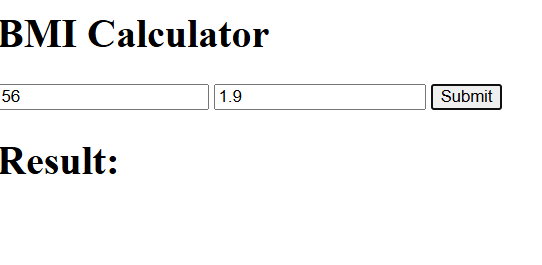 BMI Calculator
56 1.9 Submit
Result: